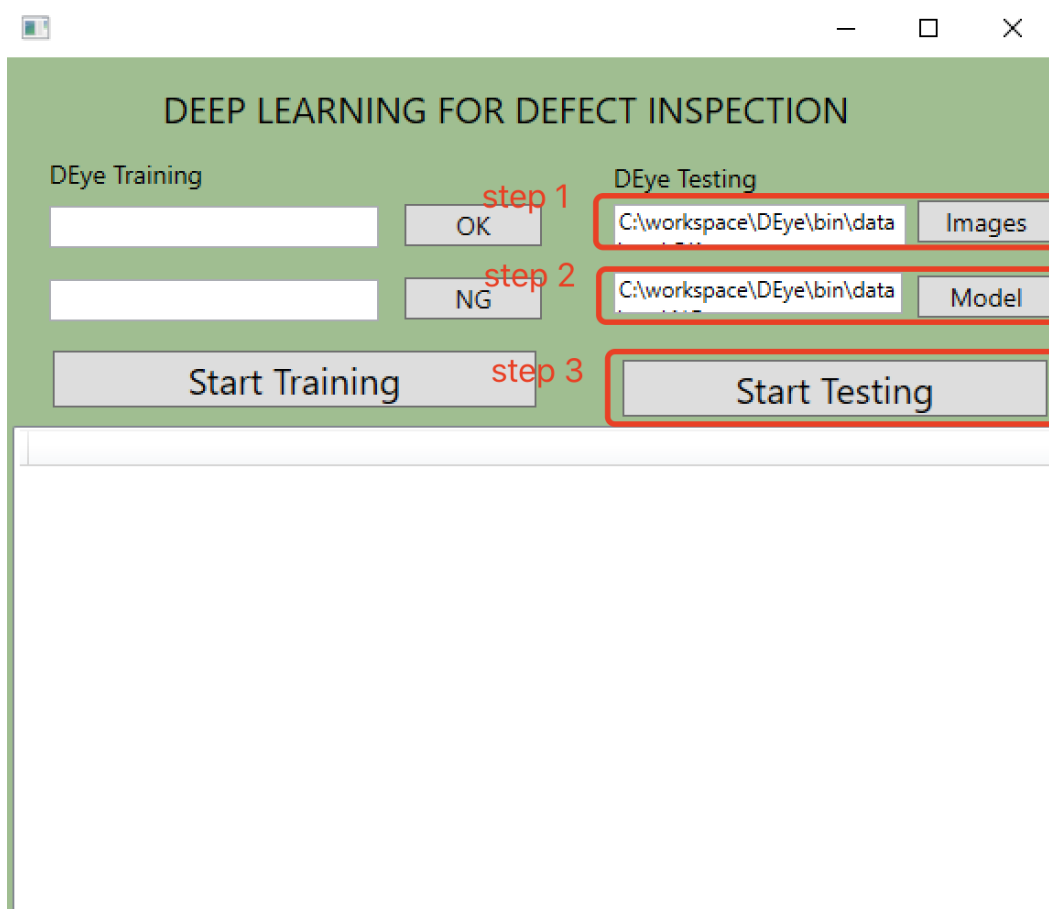 DEEP LEARNING FOR DEFECT INSPECTION
DEye Training
OK
NG
Start Training
DEye Testing
step 1
C:\workspace\DEye\bin\data
Images
step 2
C:\workspace\DEye\bin\data
Model
step 3
Start Testing